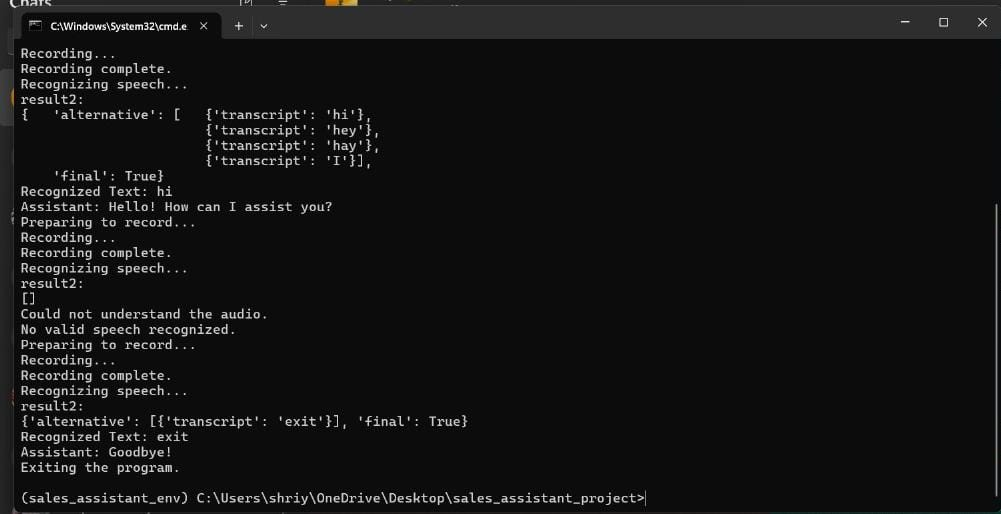 Chats
C:\Windows\System32\cmd.e
Recording...
Recording complete.
Recognizing speech...
result2:
{   'alternative': [   {'transcript': 'hi'},
                       {'transcript': 'hey'},
                       {'transcript': 'hay'},
                       {'transcript': 'I'}],
    'final': True}
Recognized Text: hi
Assistant: Hello! How can I assist you?
Preparing to record...
Recording...
Recording complete.
Recognizing speech...
result2:
[]
Could not understand the audio.
No valid speech recognized.
Preparing to record...
Recording...
Recording complete.
Recognizing speech...
result2:
{'alternative': [{'transcript': 'exit'}], 'final': True}
Recognized Text: exit
Assistant: Goodbye!
Exiting the program.
(sales_assistant_env) C:\Users\shriy\OneDrive\Desktop\sales_assistant_project>